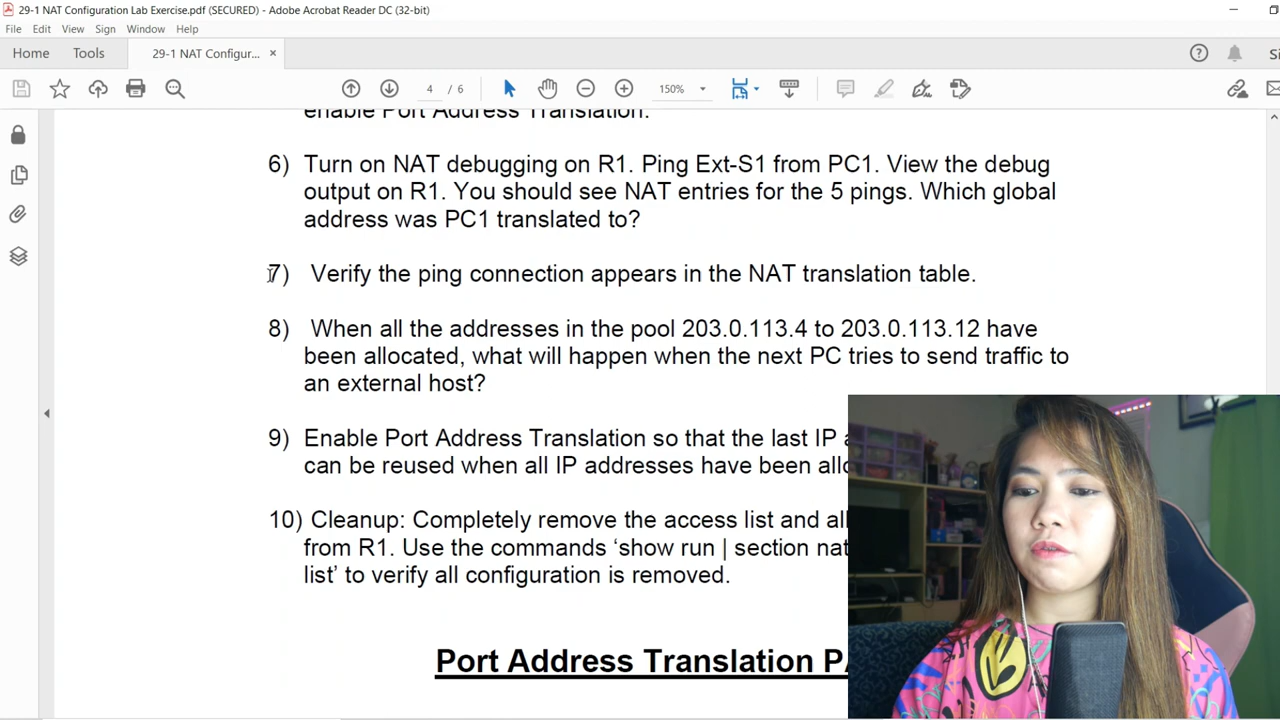 29-1 NAT Configuration Lab Exercise.pdf (SECURED) - Adobe Acrobat Reader DC (32-bit)
File Edit View Sign Window Help
Home Tools 29-1 NAT Configur... ×
4 / 6 150%
enable Port Address Translation.
6) Turn on NAT debugging on R1. Ping Ext-S1 from PC1. View the debug
output on R1. You should see NAT entries for the 5 pings. Which global
address was PC1 translated to?
7) Verify the ping connection appears in the NAT translation table.
8) When all the addresses in the pool 203.0.113.4 to 203.0.113.12 have
been allocated, what will happen when the next PC tries to send traffic to
an external host?
9) Enable Port Address Translation so that the last IP
can be reused when all IP addresses have been
10) Cleanup: Completely remove the access list and
from R1. Use the commands ‘show run | section nat
list’ to verify all configuration is removed.
Port Address Translation